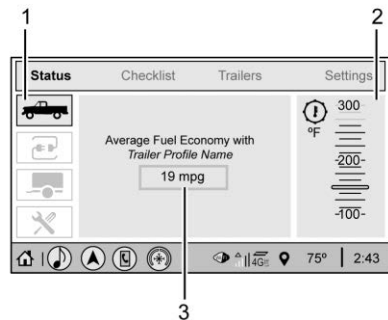 1 2
Status Checklist Trailers Settings
300
°F
Average Fuel Economy with
Trailer Profile Name
200
19 mpg
100
4G 75° 2:43
3